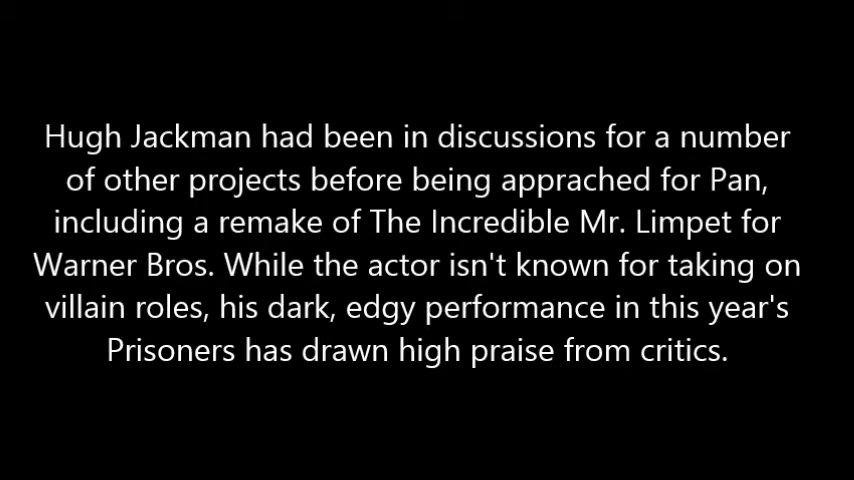 Hugh Jackman had been in discussions for a number
of other projects before being apprached for Pan,
including a remake of The Incredible Mr. Limpet for
Warner Bros. While the actor isn't known for taking on
villain roles, his dark, edgy performance in this year's
Prisoners has drawn high praise from critics.